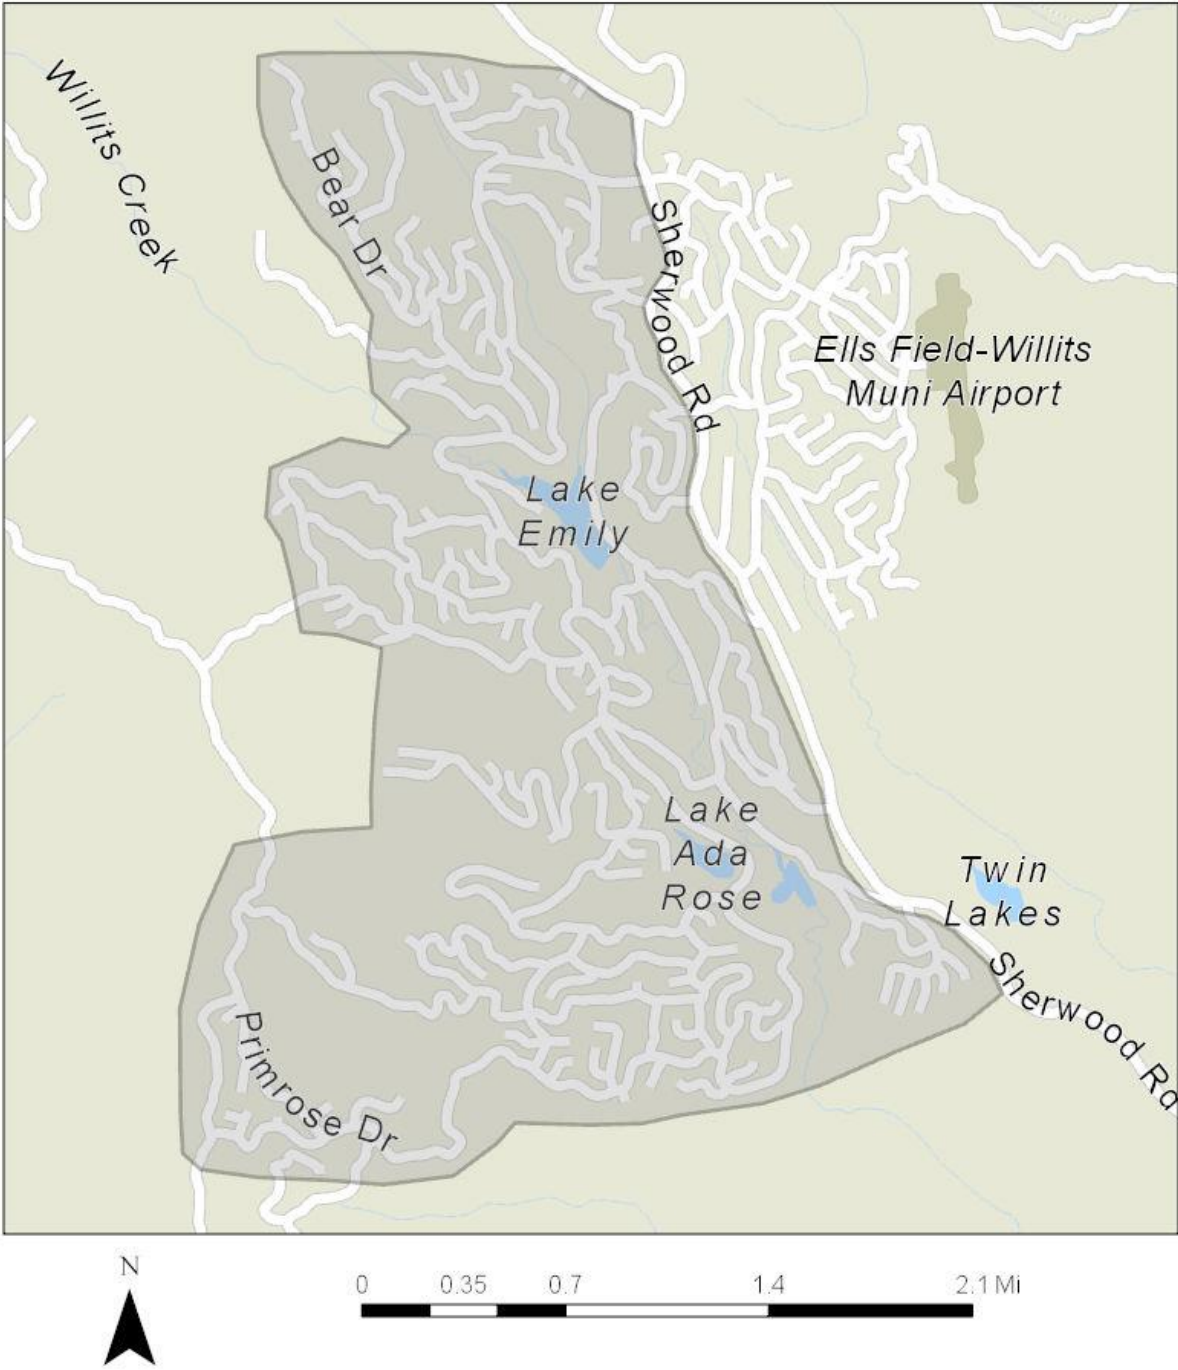 Willits Creek
Bear Dr
Sherwood Rd
Ells Field-Willits
Muni Airport
Lake
Emily
Lake
Ada
Rose
Twin
Lakes
Sherwood Rd
Primrose Dr
N
0 0.35 0.7 1.4 2.1 Mi